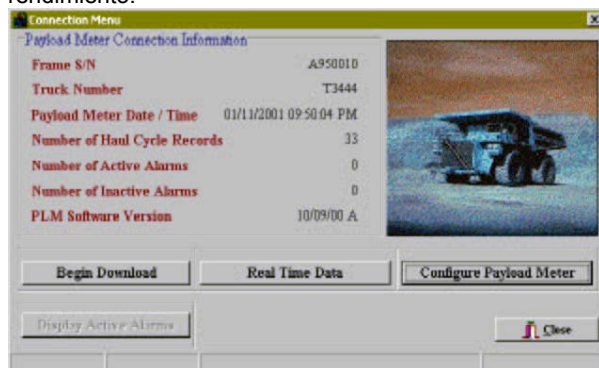 rendimiento.
Connection Menu
Payload Meter Connection Information
Frame S/N A950010
Truck Number T3444
Payload Meter Date / Time 01/11/2001 09:50:04 PM
Number of Haul Cycle Records 33
Number of Active Alarms 0
Number of Inactive Alarms 0
PLM Software Version 10/09/00 A
Begin Download Real Time Data Configure Payload Meter
Display Active Alarms Close